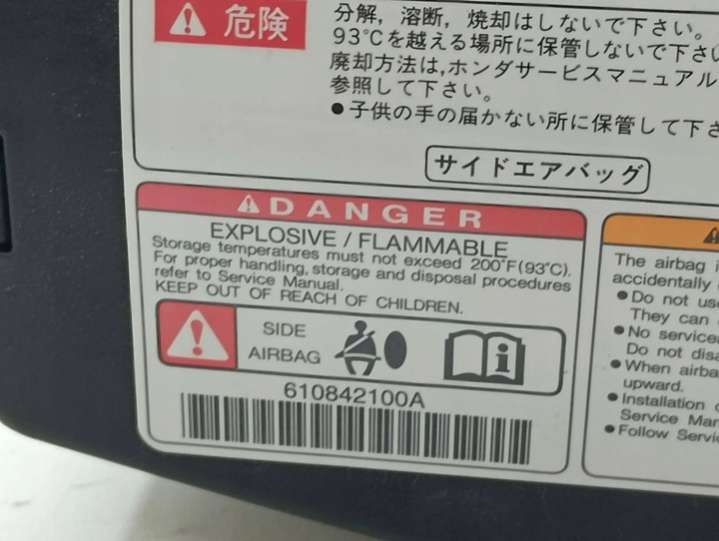 危険
分解，溶断，焼却はしないで下さい。
93℃を越える場所に保管しないで下さい
廃却方法は,ホンダサービスマニュアル
参照して下さい。
●子供の手の届かない所に保管して下さ
サイドエアバッグ
DANGER
EXPLOSIVE / FLAMMABLE
Storage temperatures must not exceed 200°F(93°C).
For proper handling, storage and disposal procedures
refer to Service Manual.
KEEP OUT OF REACH OF CHILDREN.
SIDE
AIRBAG
610842100A
The airbag
accidentally
●Do not use
They can
●No service
Do not disa
●When airba
upward.
●Installation
Service Man
●Follow Servi